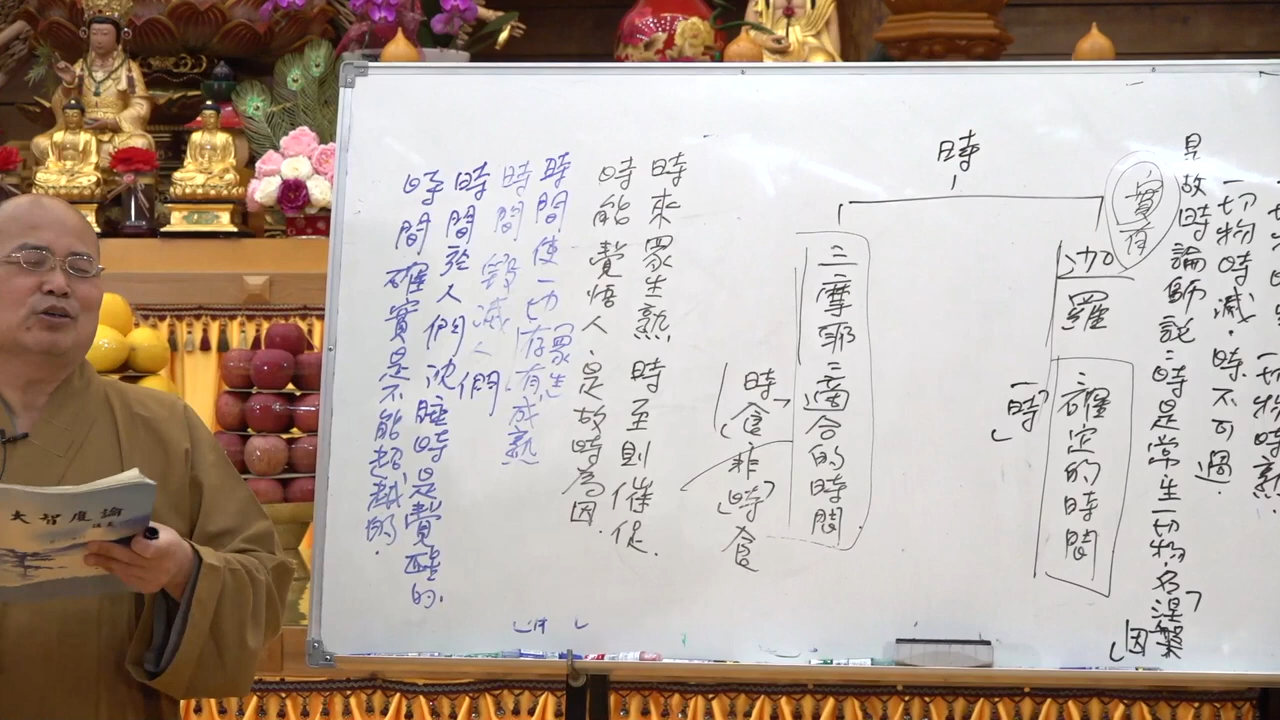 一切物時熟．
一切物時滅．時不可過．
見故時論師說：時是常生一切物，名「涅槃因」
時
實有
迦羅
：確定的時間
「時」
三摩耶：適合的時間
「時」食
非「時」食
時來眾生熟，時至則催促．
時能覺悟人．是故時為因．
時間使一切眾生存有成熟
時間毀滅人們
時間於人們沈睡時是覺醒的．
時間確實是不能超越的．
大智度論